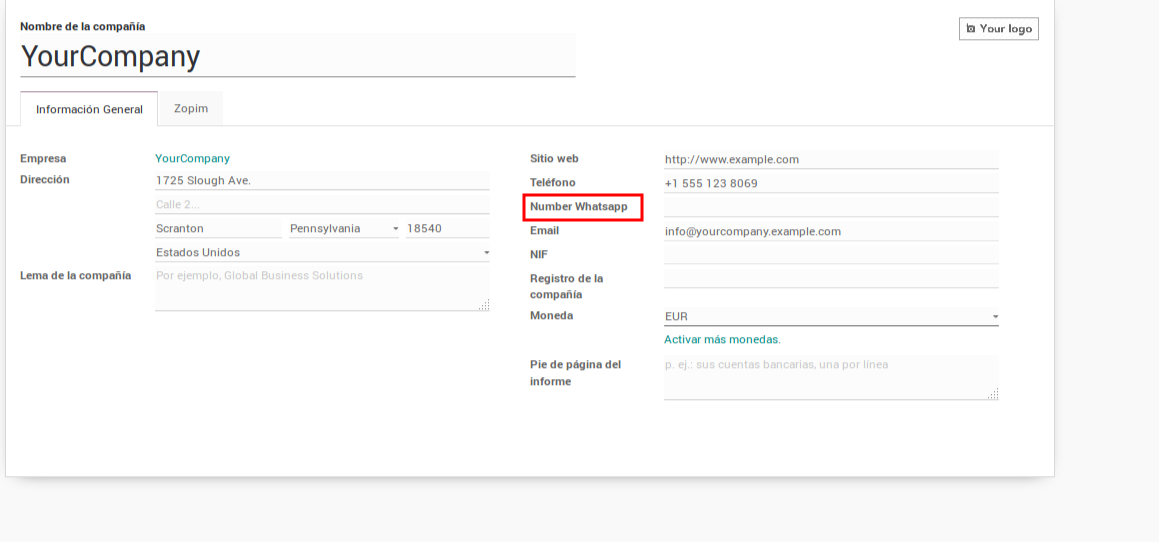 Nombre de la compañía
Your logo
YourCompany
Información General
Zopim
Empresa
YourCompany
Dirección
1725 Slough Ave.
Calle 2...
Scranton
Pennsylvania
18540
Estados Unidos
Lema de la compañía
Por ejemplo, Global Business Solutions
Sitio web
http://www.example.com
Teléfono
+1 555 123 8069
Number Whatsapp
Email
info@yourcompany.example.com
NIF
Registro de la
compañía
Moneda
EUR
Activar más monedas.
Pie de página del
informe
p. ej.: sus cuentas bancarias, una por línea